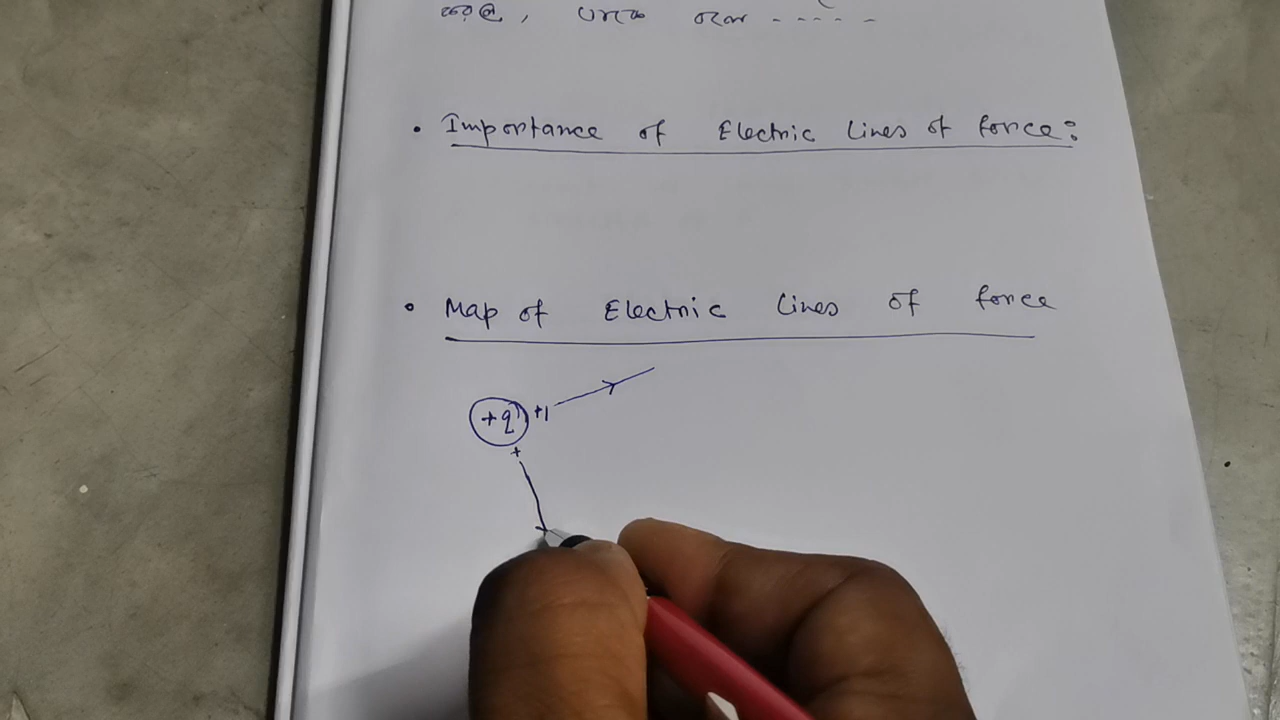 • Importance of Electric Lines of force:
• Map of Electric Lines of force
+q +1
+